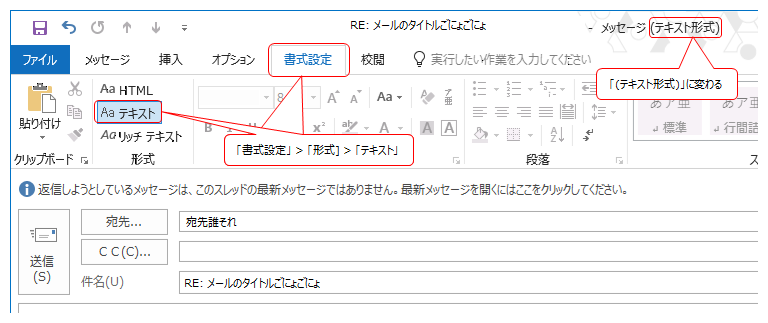 RE: メールのタイトルごにょごにょ - メッセージ (テキスト形式)
ファイル メッセージ 挿入 オプション 書式設定 校閲 実行したい作業を入力してください
「(テキスト形式)」に変わる
Aa HTML
Aa テキスト
Aa リッチ テキスト
貼り付け
クリップボード 形式 段落 ス
8 A A Aa A ア亜
B x² A A
あア亜 あア亜
↲ 標準 ↲ 行間詰
「書式設定」 > 「形式] > 「テキスト」
返信しようとしているメッセージは、このスレッドの最新メッセージではありません。最新メッセージを開くにはここをクリックしてください。
送信
(S)
宛先... 宛先誰それ
C C(C)...
件名(U) RE: メールのタイトルごにょごにょ